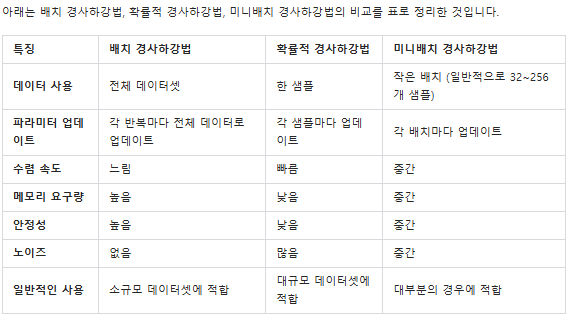 아래는 배치 경사하강법, 확률적 경사하강법, 미니배치 경사하강법의 비교를 표로 정리한 것입니다.
특징 배치 경사하강법 확률적 경사하강법 미니배치 경사하강법
데이터 사용 전체 데이터셋 한 샘플 작은 배치 (일반적으로 32~256
개 샘플)
파라미터 업데 각 반복마다 전체 데이터로 각 샘플마다 업데 각 배치마다 업데이트
이트 업데이트 이트
수렴 속도 느림 빠름 중간
메모리 요구량 높음 낮음 중간
안정성 높음 낮음 중간
노이즈 없음 많음 중간
일반적인 사용 소규모 데이터셋에 적합 대규모 데이터셋에 대부분의 경우에 적합
적합